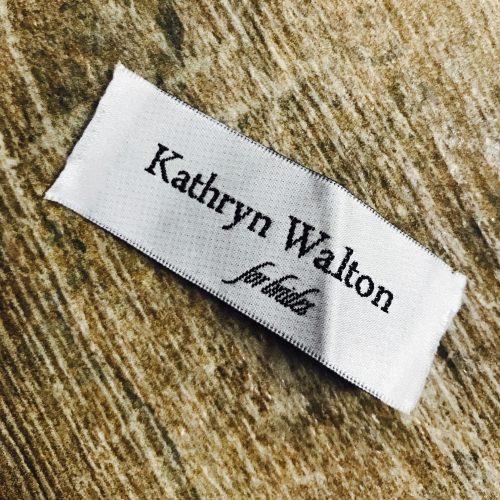 Kathryn Walton
for brides